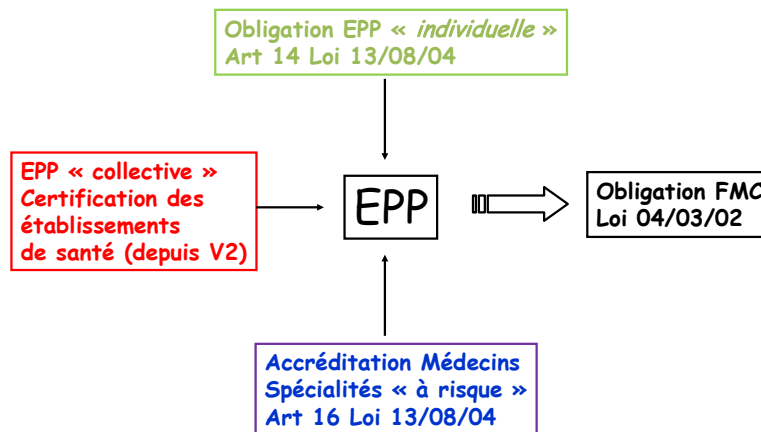 Obligation EPP « individuelle »
Art 14 Loi 13/08/04
EPP « collective »
Certification des
établissements
de santé (depuis V2)
EPP
Obligation FMC
Loi 04/03/02
Accréditation Médecins
Spécialités « à risque »
Art 16 Loi 13/08/04